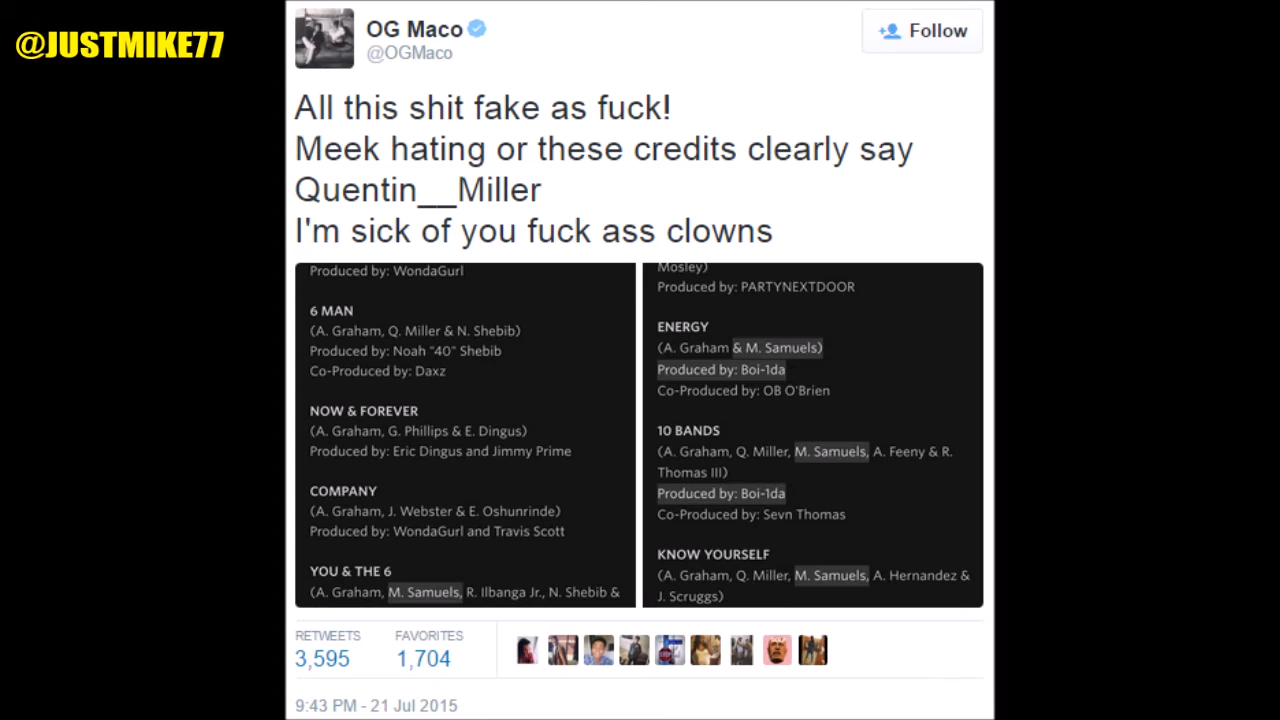 @JUSTMIKE77
OG Maco
@OGMaco
Follow
All this shit fake as fuck!
Meek hating or these credits clearly say
Quentin__Miller
I'm sick of you fuck ass clowns
Produced by: WondaGurl
6 MAN
(A. Graham, Q. Miller & N. Shebib)
Produced by: Noah "40" Shebib
Co-Produced by: Daxz
NOW & FOREVER
(A. Graham, G. Phillips & E. Dingus)
Produced by: Eric Dingus and Jimmy Prime
COMPANY
(A. Graham, J. Webster & E. Oshunrinde)
Produced by: WondaGurl and Travis Scott
YOU & THE 6
(A. Graham, M. Samuels, R. Ilbanga Jr., N. Shebib &
Mosley)
Produced by: PARTYNEXTDOOR
ENERGY
(A. Graham & M. Samuels)
Produced by: Boi-1da
Co-Produced by: OB O'Brien
10 BANDS
(A. Graham, Q. Miller, M. Samuels, A. Feeny & R.
Thomas III)
Produced by: Boi-1da
Co-Produced by: Sevn Thomas
KNOW YOURSELF
(A. Graham, Q. Miller, M. Samuels, A. Hernandez &
J. Scruggs)
RETWEETS
3,595
FAVORITES
1,704
9:43 PM - 21 Jul 2015